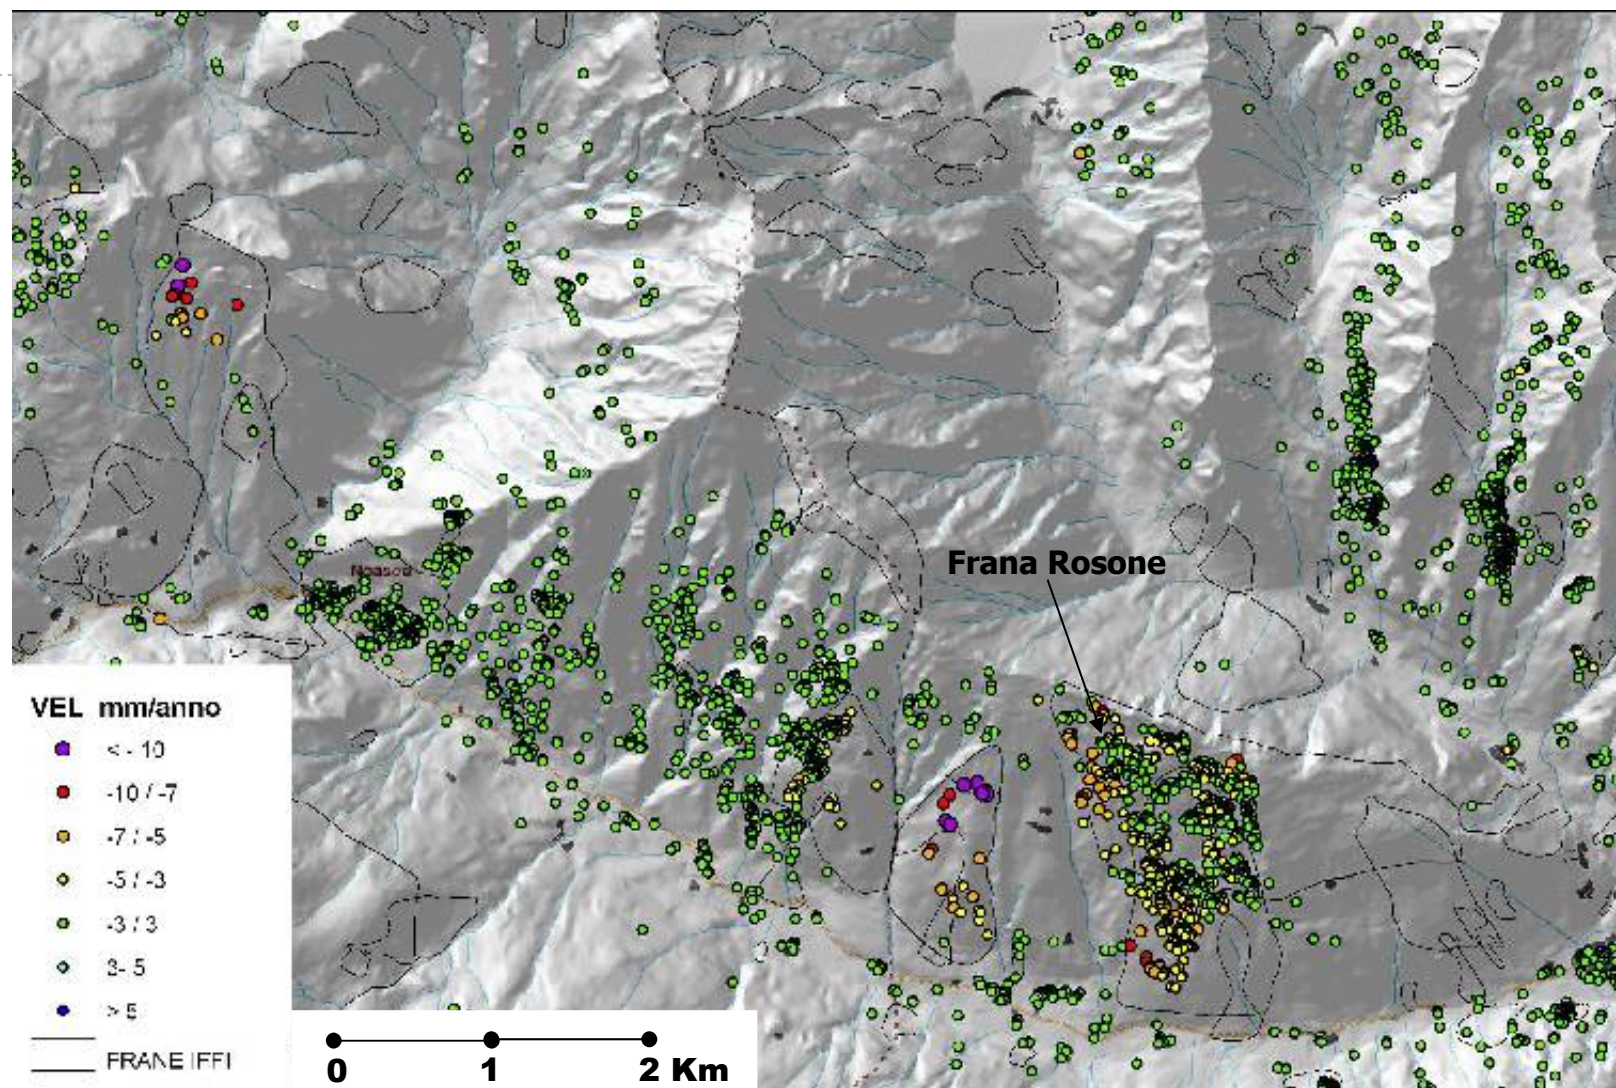 Frana Rosone
VEL mm/anno
< - 10
-10 / -7
-7 / -5
-5 / -3
-3 / 3
3- 5
> 5
FRANE IFFI
0 1 2 Km